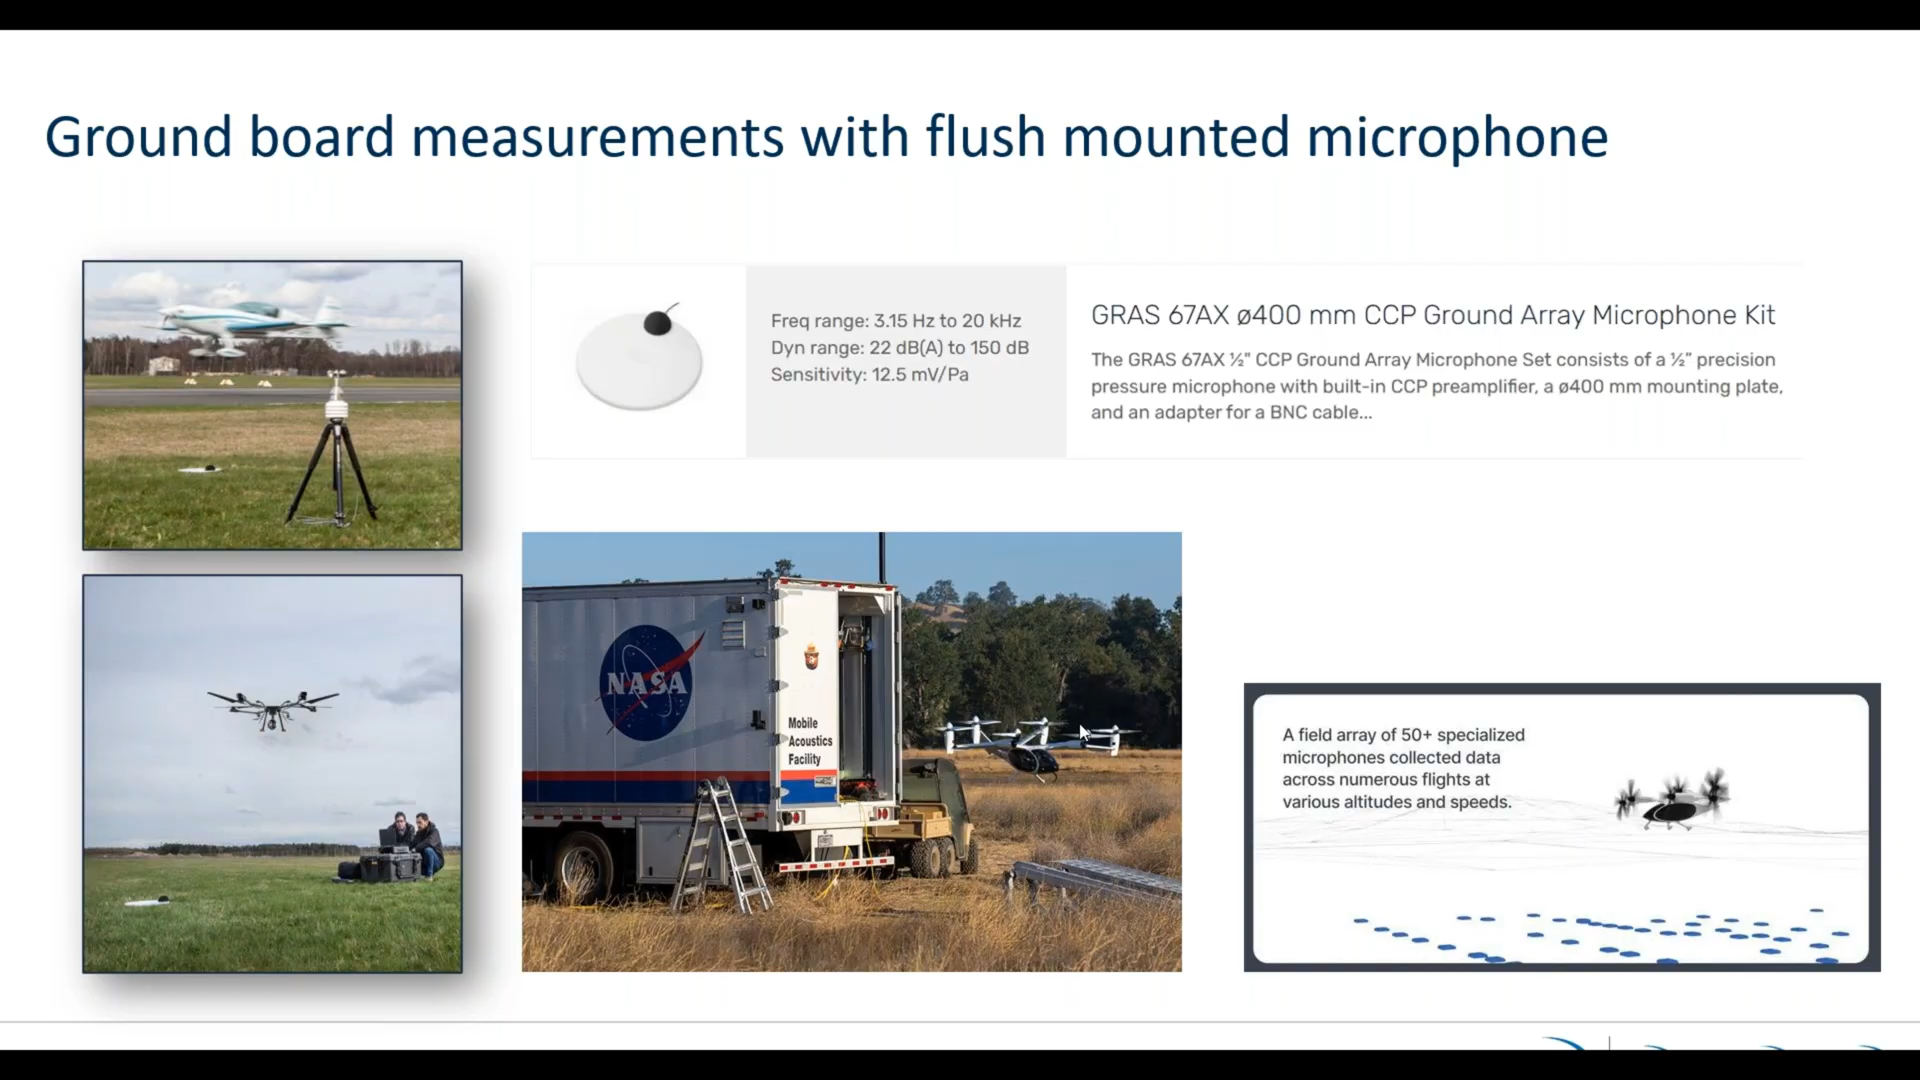 Ground board measurements with flush mounted microphone
Freq range: 3.15 Hz to 20 kHz
Dyn range: 22 dB(A) to 150 dB
Sensitivity: 12.5 mV/Pa
GRAS 67AX ø400 mm CCP Ground Array Microphone Kit
The GRAS 67AX ½" CCP Ground Array Microphone Set consists of a ½” precision
pressure microphone with built-in CCP preamplifier, a ø400 mm mounting plate,
and an adapter for a BNC cable...
NASA
Mobile
Acoustics
Facility
A field array of 50+ specialized
microphones collected data
across numerous flights at
various altitudes and speeds.